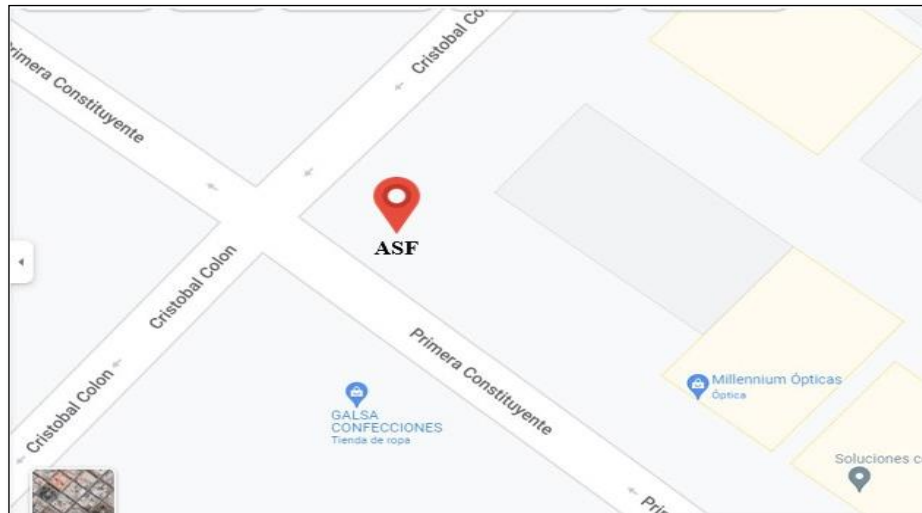 Cristobal Co
Primera Constituyente
ASF
Cristobal Colon
Primera Constituyente
Cristobal Colon
Millennium Ópticas
Óptica
GALSA
CONFECCIONES
Tienda de ropa
Soluciones c
Pri